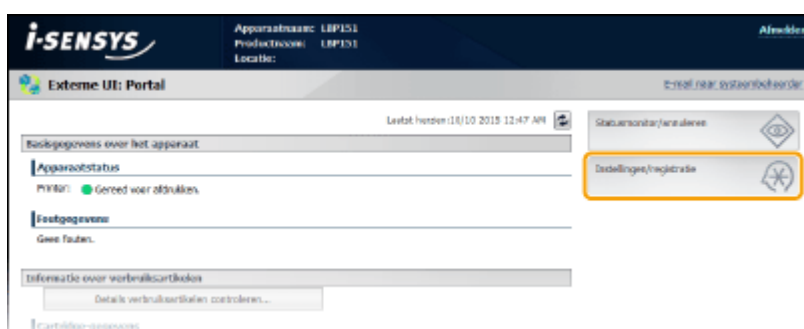 i-SENSYS
Apparaatnaam: LBP151
Productnaam: LBP151
Locatie:
Afmelden
Externe UI: Portal
E-mail naar systeembeheerder
Laatst herzien :10/10 2015 12:47 AM
Basisgegevens over het apparaat
Apparaatstatus
Printer: Gereed voor afdrukken.
Foutgegevens
Geen fouten.
Informatie over verbruiksartikelen
Details verbruiksartikelen controleren...
Cartridge-gegevens
Statusmonitor/annuleren
Instellingen/registratie